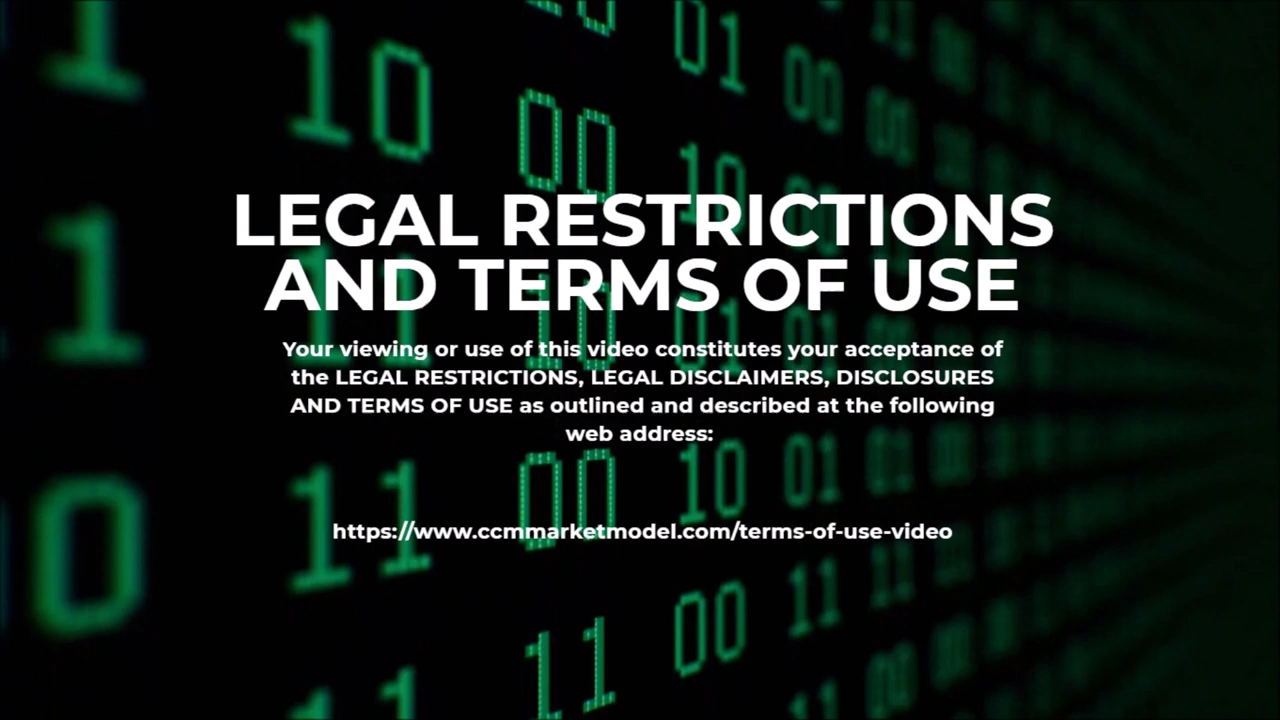 LEGAL RESTRICTIONS
AND TERMS OF USE
Your viewing or use of this video constitutes your acceptance of
the LEGAL RESTRICTIONS, LEGAL DISCLAIMERS, DISCLOSURES
AND TERMS OF USE as outlined and described at the following
web address:
https://www.ccmmarketmodel.com/terms-of-use-video